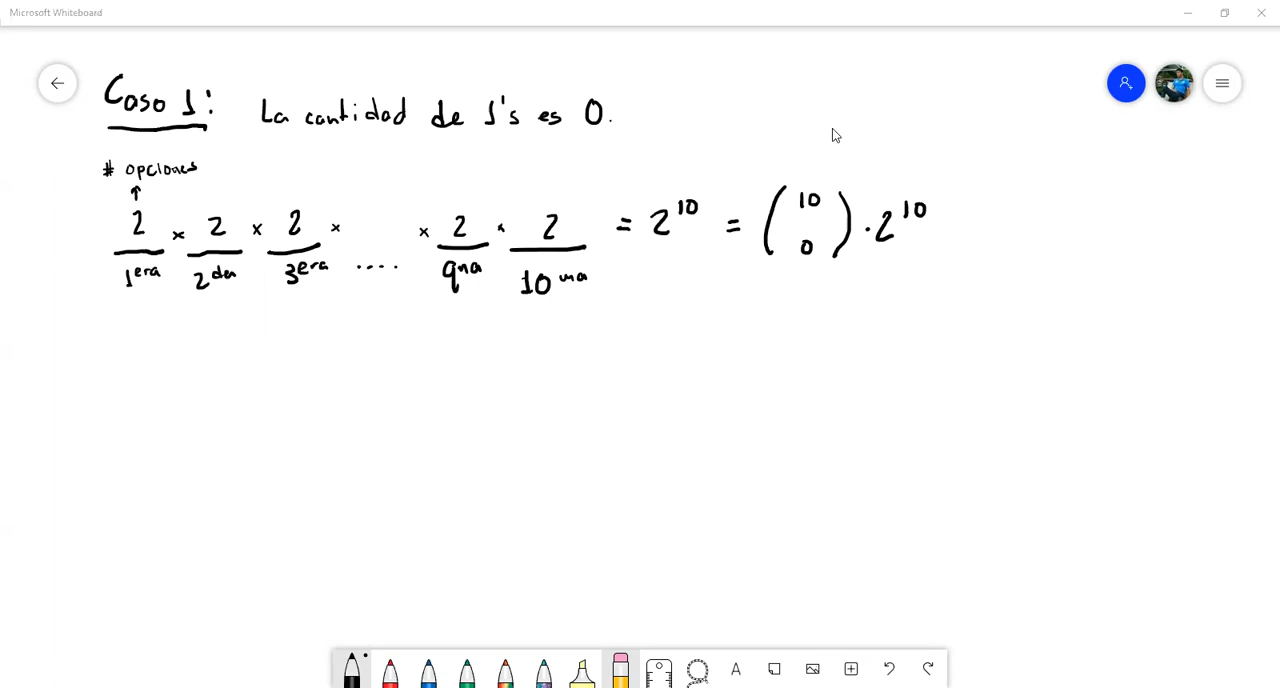 Microsoft Whiteboard
Caso 1: La cantidad de 1's es 0.
# opciones
↑
2 × 2 × 2 × × 2 × 2 = 2^10 = (10 0) · 2^10
1era 2da 3era .... 9na 10ma
A